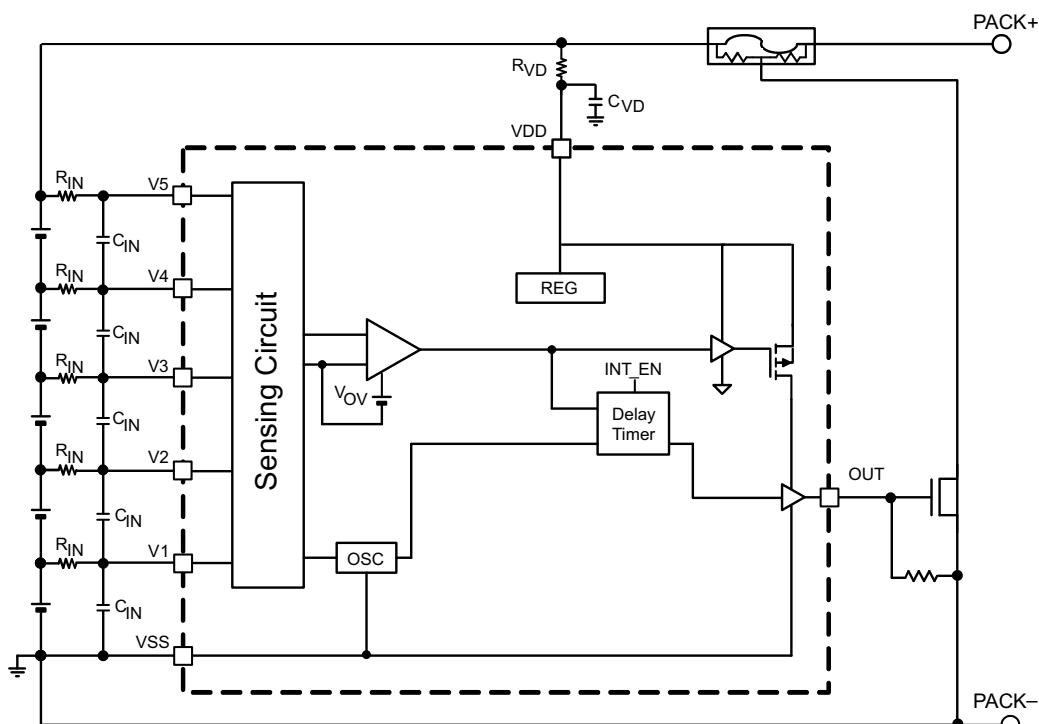 PACK+
RVD
CVD
VDD
RIN
V5
CIN
RIN
V4
REG
CIN
RIN
V3
Sensing Circuit
VOV
INT_EN
Delay
Timer
CIN
RIN
V2
OUT
CIN
RIN
V1
OSC
CIN
VSS
PACK–